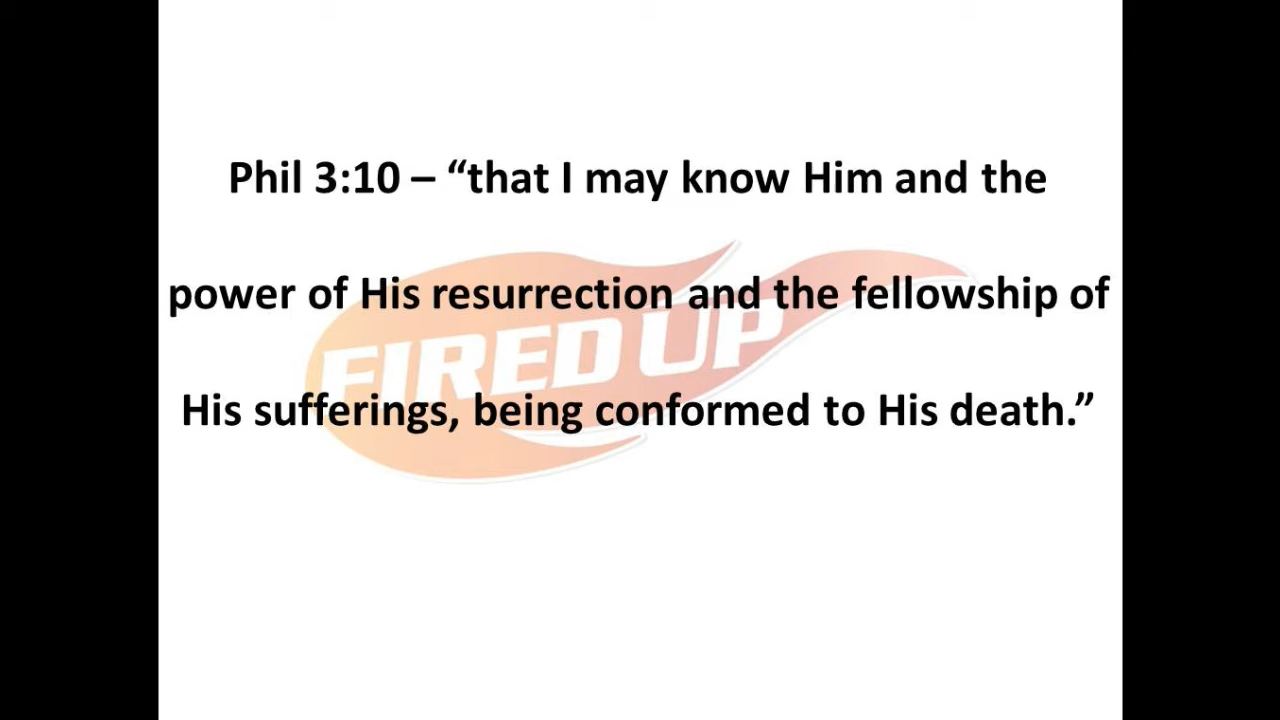 Phil 3:10 – “that I may know Him and the
power of His resurrection and the fellowship of
FIRED UP
His sufferings, being conformed to His death.”